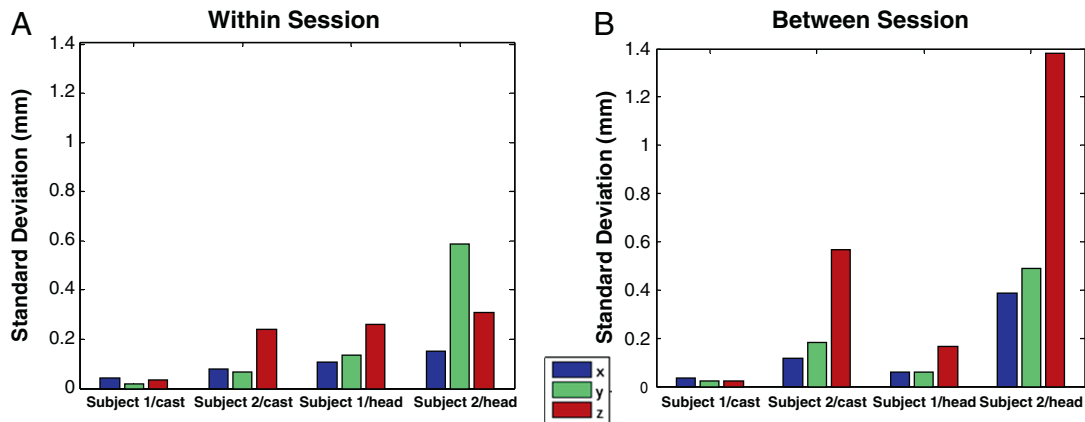 A
Within Session
Standard Deviation (mm)
1.4
1.2
1
0.8
0.6
0.4
0.2
0
Subject 1/cast Subject 2/cast Subject 1/head Subject 2/head
B
Between Session
Standard Deviation (mm)
1.4
1.2
1
0.8
0.6
0.4
0.2
0
Subject 1/cast Subject 2/cast Subject 1/head Subject 2/head
x
y
z